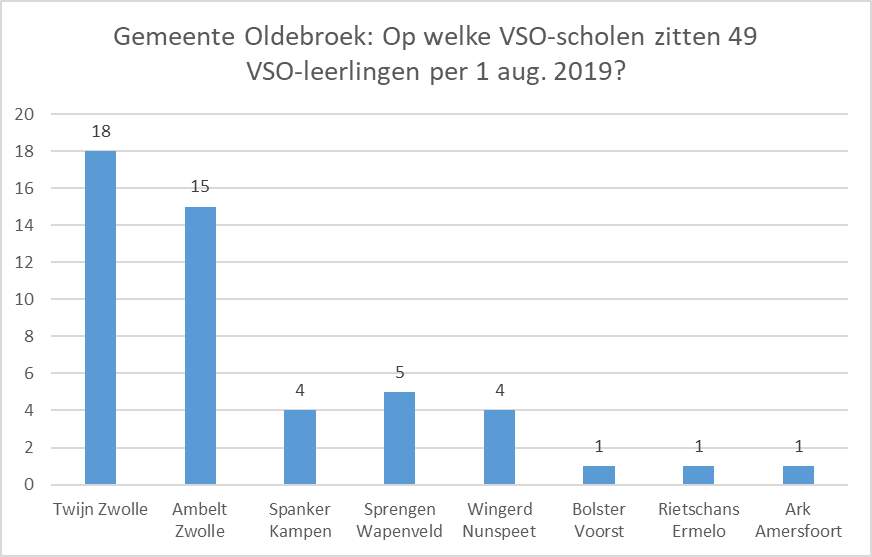 Gemeente Oldebroek: Op welke VSO-scholen zitten 49
VSO-leerlingen per 1 aug. 2019?
20
18
16
14
12
10
8
6
4
2
0
18
15
4
5
4
1
1
1
Twijn Zwolle
Ambelt
Zwolle
Spanker
Kampen
Sprengen
Wapenveld
Wingerd
Nunspeet
Bolster
Voorst
Rietschans
Ermelo
Ark
Amersfoort